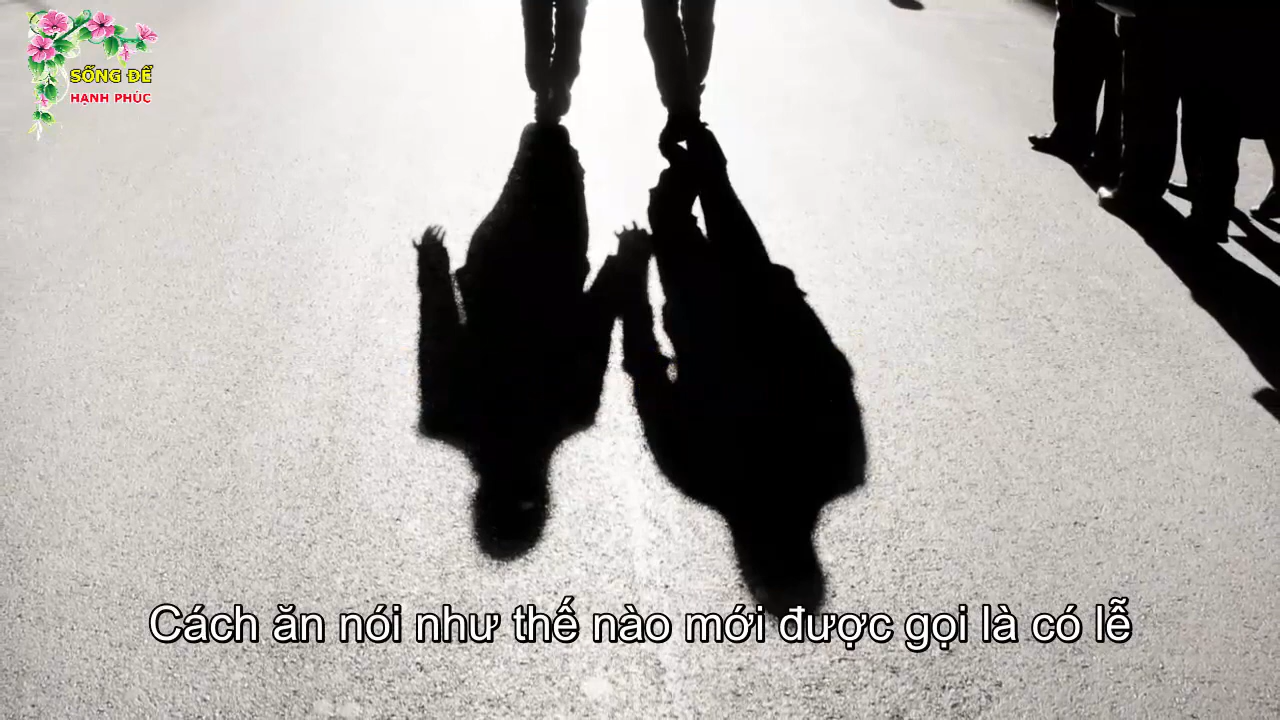 SỐNG ĐỂ
HẠNH PHÚC
Cách ăn nói như thế nào mới được gọi là có lễ